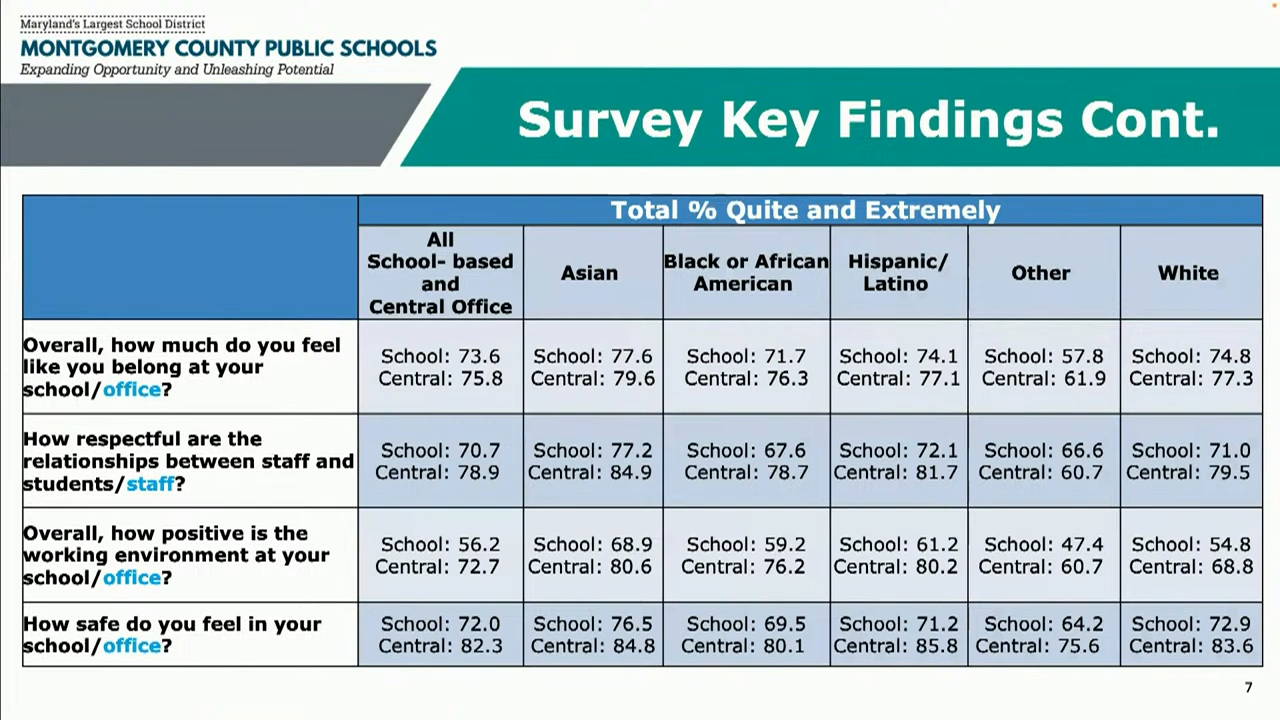 Maryland's Largest School District
MONTGOMERY COUNTY PUBLIC SCHOOLS
Expanding Opportunity and Unleashing Potential
Survey Key Findings Cont.
Total % Quite and Extremely
All
School- based
and
Central Office
Asian
Black or African
American
Hispanic/
Latino
Other
White
Overall, how much do you feel
like you belong at your
school/office?
School: 73.6
Central: 75.8
School: 77.6
Central: 79.6
School: 71.7
Central: 76.3
School: 74.1
Central: 77.1
School: 57.8
Central: 61.9
School: 74.8
Central: 77.3
How respectful are the
relationships between staff and
students/staff?
School: 70.7
Central: 78.9
School: 77.2
Central: 84.9
School: 67.6
Central: 78.7
School: 72.1
Central: 81.7
School: 66.6
Central: 60.7
School: 71.0
Central: 79.5
Overall, how positive is the
working environment at your
school/office?
School: 56.2
Central: 72.7
School: 68.9
Central: 80.6
School: 59.2
Central: 76.2
School: 61.2
Central: 80.2
School: 47.4
Central: 60.7
School: 54.8
Central: 68.8
How safe do you feel in your
school/office?
School: 72.0
Central: 82.3
School: 76.5
Central: 84.8
School: 69.5
Central: 80.1
School: 71.2
Central: 85.8
School: 64.2
Central: 75.6
School: 72.9
Central: 83.6
7